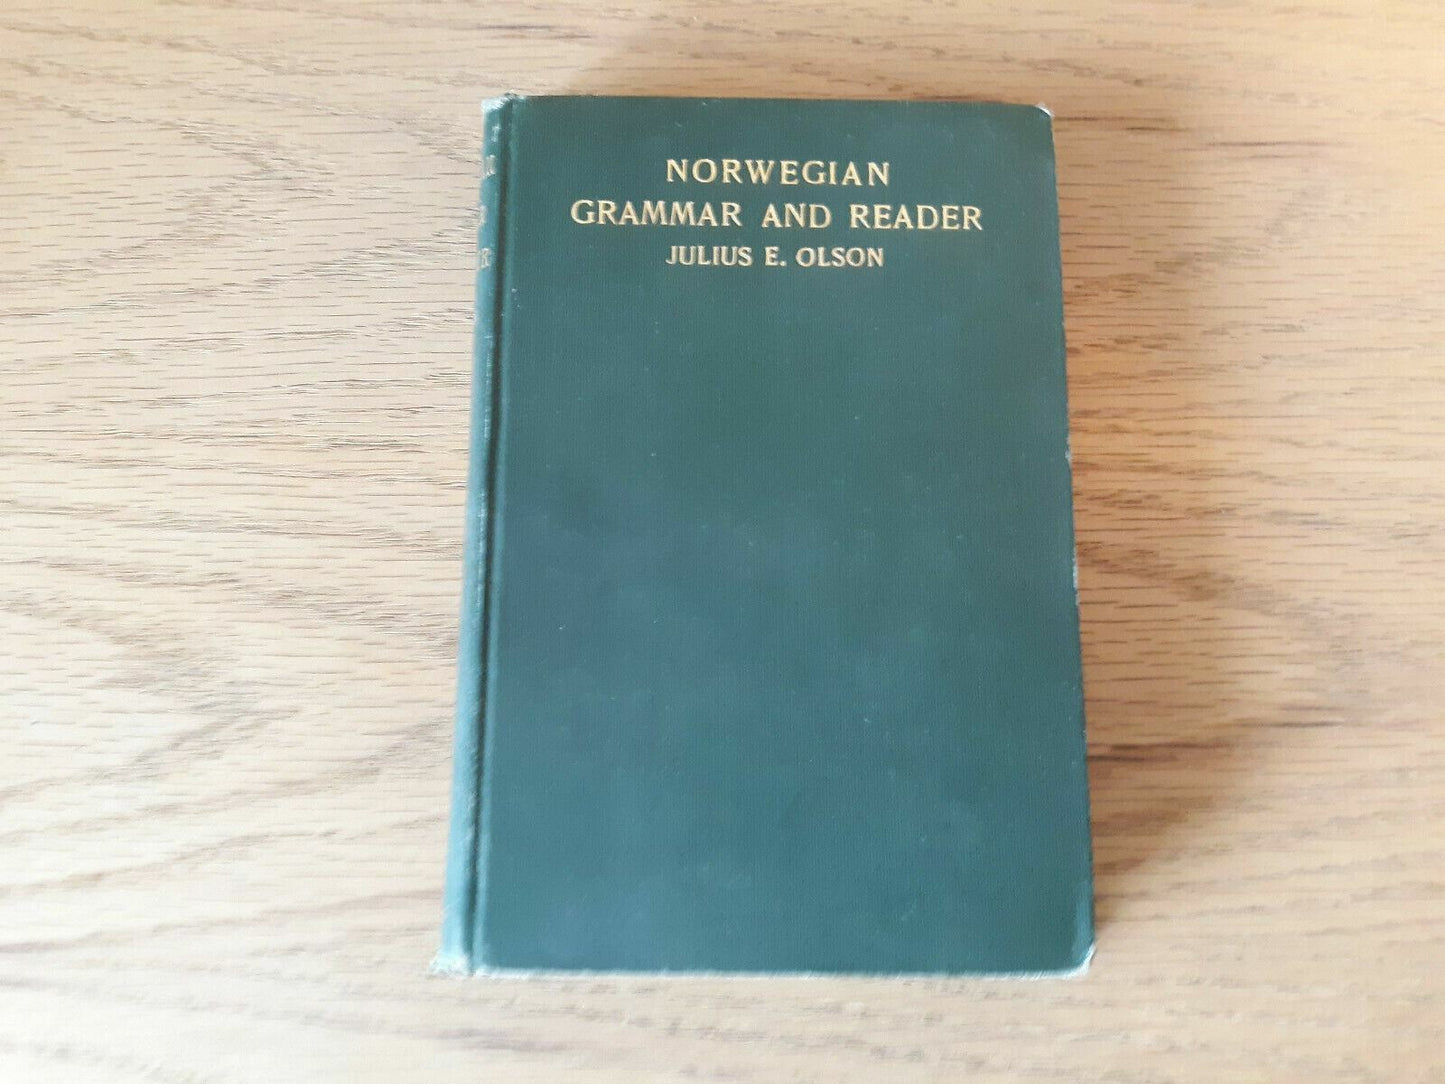 NORWEGIAN
GRAMMAR AND READER
JULIUS E. OLSON